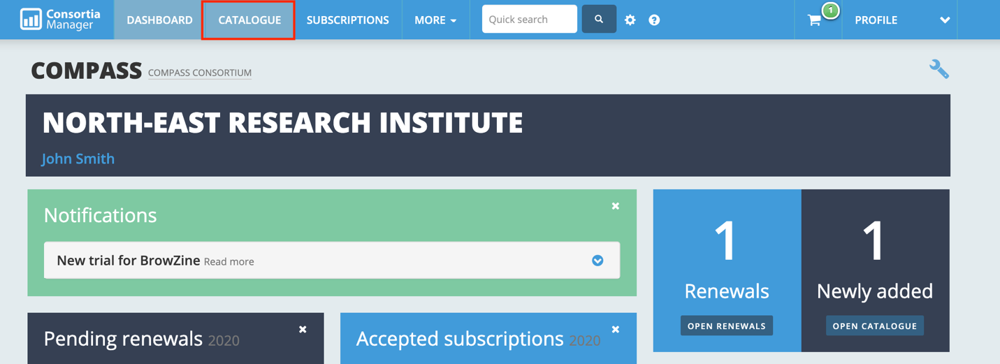 Consortia
Manager
DASHBOARD CATALOGUE SUBSCRIPTIONS MORE Quick search ? 1 PROFILE
COMPASS COMPASS CONSORTIUM
NORTH-EAST RESEARCH INSTITUTE
John Smith
Notifications
New trial for BrowZine Read more
1
Renewals
OPEN RENEWALS
1
Newly added
OPEN CATALOGUE
Pending renewals 2020
Accepted subscriptions 2020